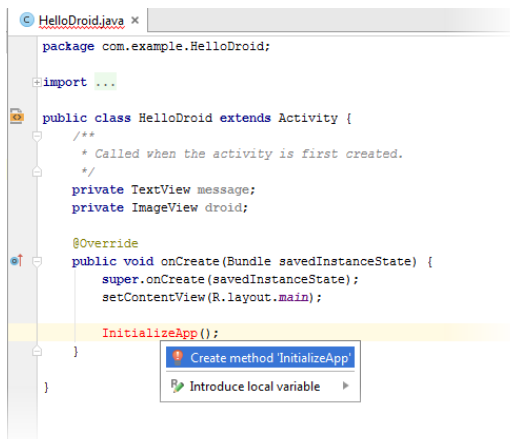 HelloDroid.java
package com.example.HelloDroid;
import ...
public class HelloDroid extends Activity {
/**
* Called when the activity is first created.
*/
private TextView message;
private ImageView droid;
@Override
public void onCreate(Bundle savedInstanceState) {
super.onCreate(savedInstanceState);
setContentView(R.layout.main);
InitializeApp();
}
Create method 'InitializeApp'
Introduce local variable
}